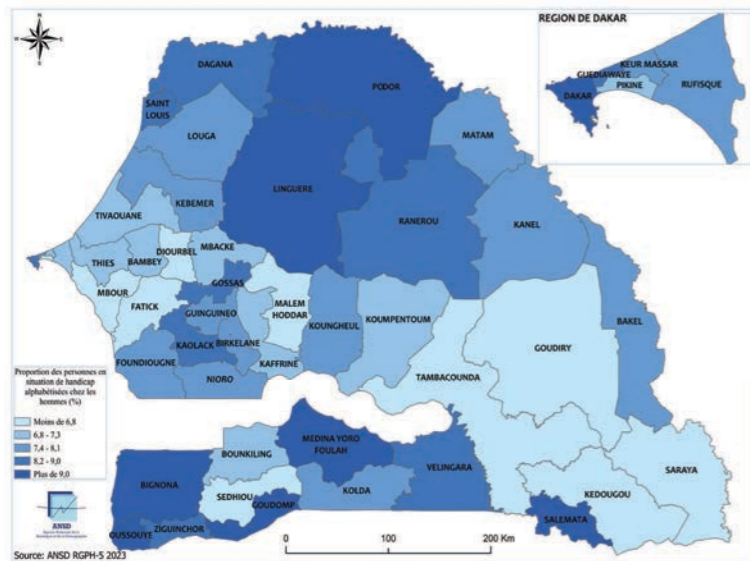 N
REGION DE DAKAR
KEUR MASSAR
GUEDIAWAYE
RUFISQUE
PIKINE
DAKAR
DAGANA
PODOR
SAINT
LOUIS
LOUGA
MATAM
LINGUERE
KEBEMER
RANEROU
KANEL
TIVAOUANE
MBACKE
DIOURBEL
THIES
BAMBEY
GOSSAS
MBOUR
FATICK
MALEM
HODDAR
GUINGUINEO
KOUNGHEUL
KOUMPENTOUM
BAKEL
KAOLACK
BIRKELANE
GOUDIRY
FOUNDIOUGNE
KAFFRINE
TAMBACOUNDA
NIORO
Proportion des personnes en
situation de handicap
alphabétisées chez les
hommes (%)
Moins de 6,8
6,8 - 7,3
7,4 - 8,1
8,2 - 9,0
Plus de 9,0
MEDINA YORO
FOULAH
BOUNKILING
VELINGARA
SARAYA
BIGNONA
SEDHIOU
KOLDA
KEDOUGOU
GOUDOMP
SALEMATA
ZIGUINCHOR
OUSSOUYE
ANSD
0 100 200 Km
Source: ANSD RGPH-5 2023